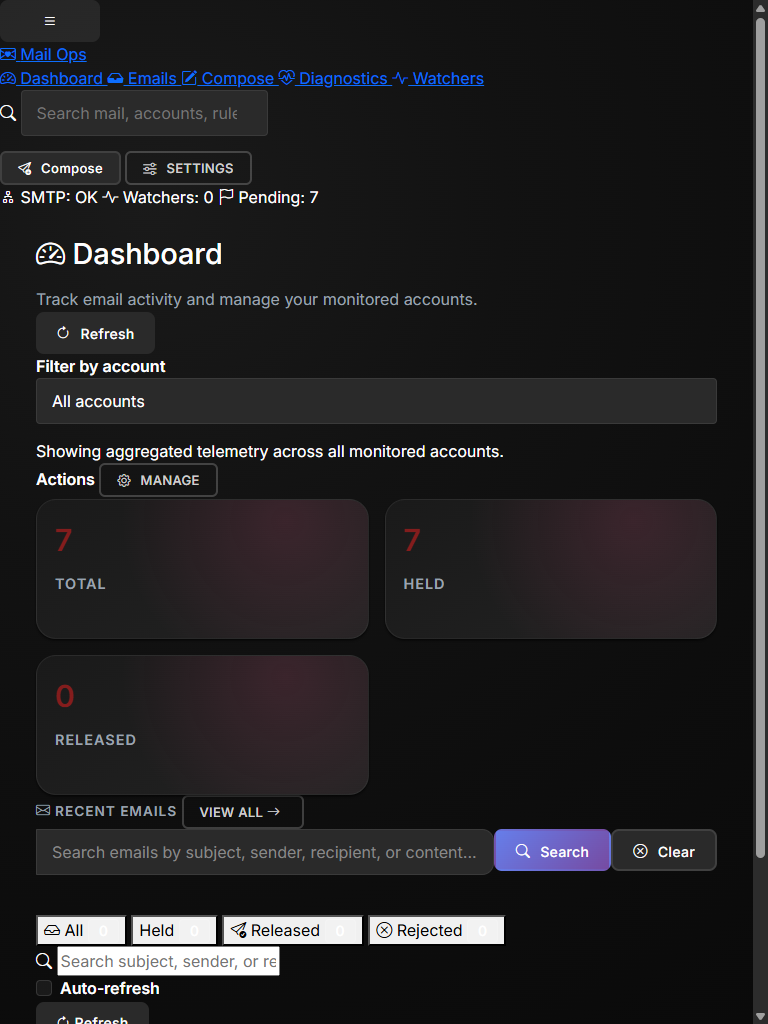 Mail Ops
Dashboard Emails Compose Diagnostics Watchers
Search mail, accounts, rule
Compose SETTINGS
SMTP: OK Watchers: 0 Pending: 7
Dashboard
Track email activity and manage your monitored accounts.
Refresh
Filter by account
All accounts
Showing aggregated telemetry across all monitored accounts.
Actions MANAGE
7 7
TOTAL HELD
0
RELEASED
RECENT EMAILS VIEW ALL →
Search emails by subject, sender, recipient, or content... Search Clear
All 0 Held 0 Released 0 Rejected 0
Search subject, sender, or re
Auto-refresh
Refresh